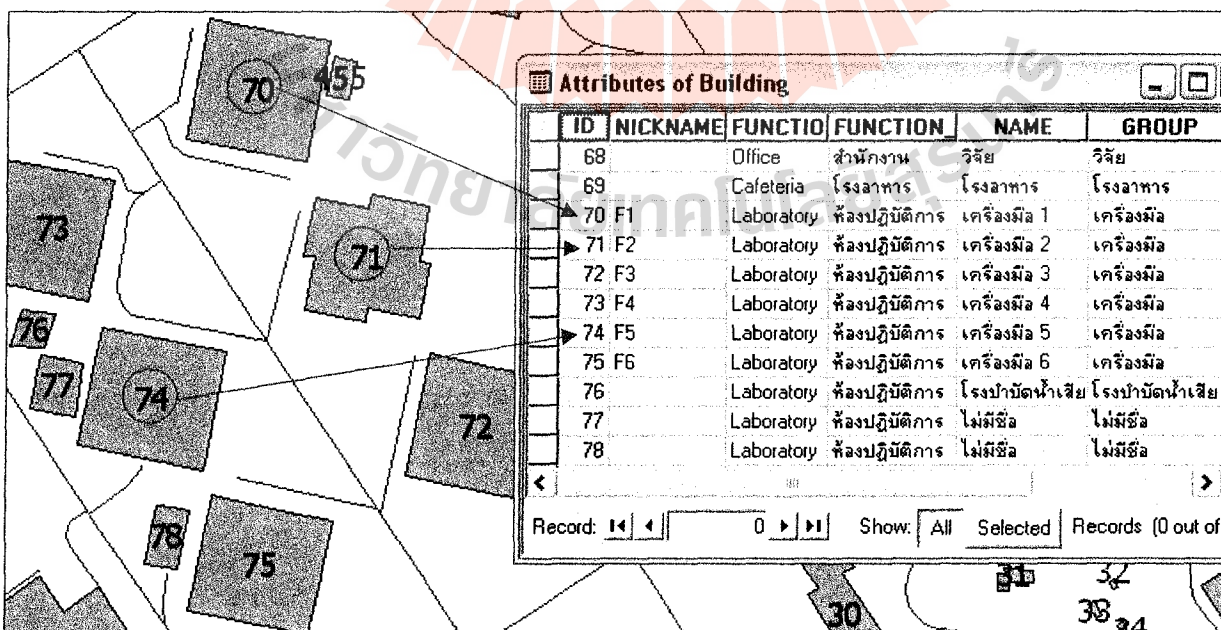 70
455
71
73
76
77
74
72
78
75
30
31
32
33
34
Attributes of Building
ID NICKNAME FUNCTIO FUNCTION_ NAME GROUP
68 Office สำนักงาน วิจัย วิจัย
69 Cafeteria โรงอาหาร โรงอาหาร โรงอาหาร
70 F1 Laboratory ห้องปฏิบัติการ เครื่องมือ 1 เครื่องมือ
71 F2 Laboratory ห้องปฏิบัติการ เครื่องมือ 2 เครื่องมือ
72 F3 Laboratory ห้องปฏิบัติการ เครื่องมือ 3 เครื่องมือ
73 F4 Laboratory ห้องปฏิบัติการ เครื่องมือ 4 เครื่องมือ
74 F5 Laboratory ห้องปฏิบัติการ เครื่องมือ 5 เครื่องมือ
75 F6 Laboratory ห้องปฏิบัติการ เครื่องมือ 6 เครื่องมือ
76 Laboratory ห้องปฏิบัติการ โรงบำบัดน้ำเสีย โรงบำบัดน้ำเสีย
77 Laboratory ห้องปฏิบัติการ ไม่มีชื่อ ไม่มีชื่อ
78 Laboratory ห้องปฏิบัติการ ไม่มีชื่อ ไม่มีชื่อ
Record: 0 Show: All Selected Records (0 out of